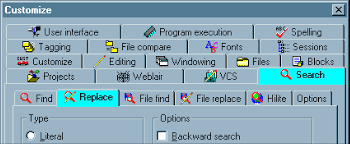 Customize
User interface Program execution Spelling
Tagging File compare Fonts Sessions
Customize Editing Windowing Files Blocks
Projects Weblair VCS Search
Find Replace File find File replace Hilite Options
Type Options
Literal Backward search